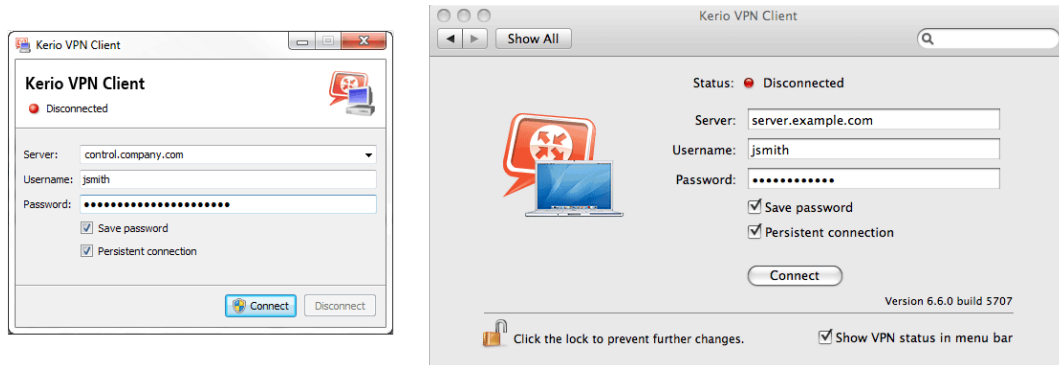 Kerio VPN Client
Kerio VPN Client
Disconnected
Server: control.company.com
Username: jsmith
Password: ••••••••••••••••••••••
Save password
Persistent connection
Connect Disconnect
Kerio VPN Client
Show All
Status: Disconnected
Server: server.example.com
Username: jsmith
Password: ••••••••••••
Save password
Persistent connection
Connect
Version 6.6.0 build 5707
Click the lock to prevent further changes. Show VPN status in menu bar